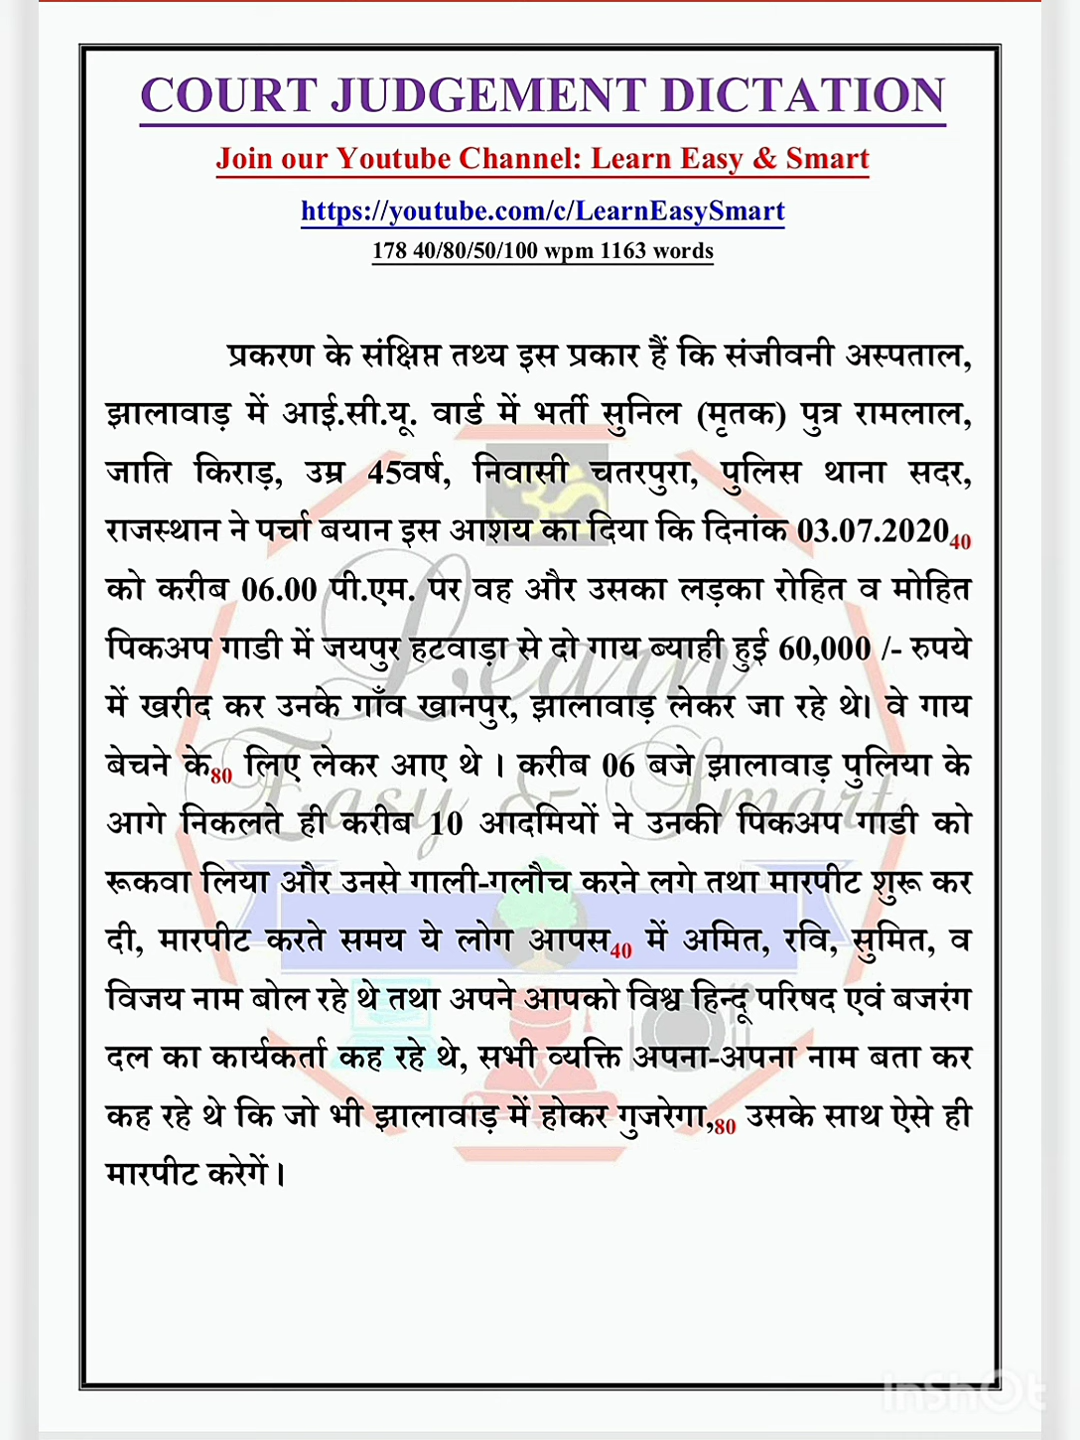 COURT JUDGEMENT DICTATION
Join our Youtube Channel: Learn Easy & Smart
https://youtube.com/c/LearnEasySmart
178 40/80/50/100 wpm 1163 words
प्रकरण के संक्षिप्त तथ्य इस प्रकार हैं कि संजीवनी अस्पताल,
झालावाड़ में आई.सी.यू. वार्ड में भर्ती सुनिल (मृतक) पुत्र रामलाल,
जाति किराड़, उम्र 45वर्ष, निवासी चतरपुरा, पुलिस थाना सदर,
राजस्थान ने पर्चा बयान इस आशय का दिया कि दिनांक 03.07.2020₄₀
को करीब 06.00 पी.एम. पर वह और उसका लड़का रोहित व मोहित
पिकअप गाडी में जयपुर हटवाड़ा से दो गाय ब्याही हुई 60,000 /- रुपये
में खरीद कर उनके गाँव खानपुर, झालावाड़ लेकर जा रहे थे। वे गाय
बेचने के₈₀ लिए लेकर आए थे । करीब 06 बजे झालावाड़ पुलिया के
आगे निकलते ही करीब 10 आदमियों ने उनकी पिकअप गाडी को
रूकवा लिया और उनसे गाली-गलौच करने लगे तथा मारपीट शुरू कर
दी, मारपीट करते समय ये लोग आपस₄₀ में अमित, रवि, सुमित, व
विजय नाम बोल रहे थे तथा अपने आपको विश्व हिन्दू परिषद एवं बजरंग
दल का कार्यकर्ता कह रहे थे, सभी व्यक्ति अपना-अपना नाम बता कर
कह रहे थे कि जो भी झालावाड़ में होकर गुजरेगा,₈₀ उसके साथ ऐसे ही
मारपीट करेगें।
Learn
Easy & Smart
InShOt